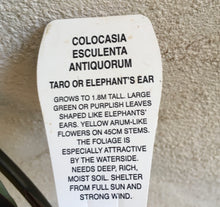 COLOCASIA
ESCULENTA
ANTIQUORUM
TARO OR ELEPHANT'S EAR
GROWS TO 1.8M TALL. LARGE
GREEN OR PURPLISH LEAVES
SHAPED LIKE ELEPHANTS'
EARS. YELLOW ARUM-LIKE
FLOWERS ON 45CM STEMS.
THE FOLIAGE IS
ESPECIALLY ATTRACTIVE
BY THE WATERSIDE.
NEEDS DEEP, RICH,
MOIST SOIL. SHELTER
FROM FULL SUN AND
STRONG WIND.